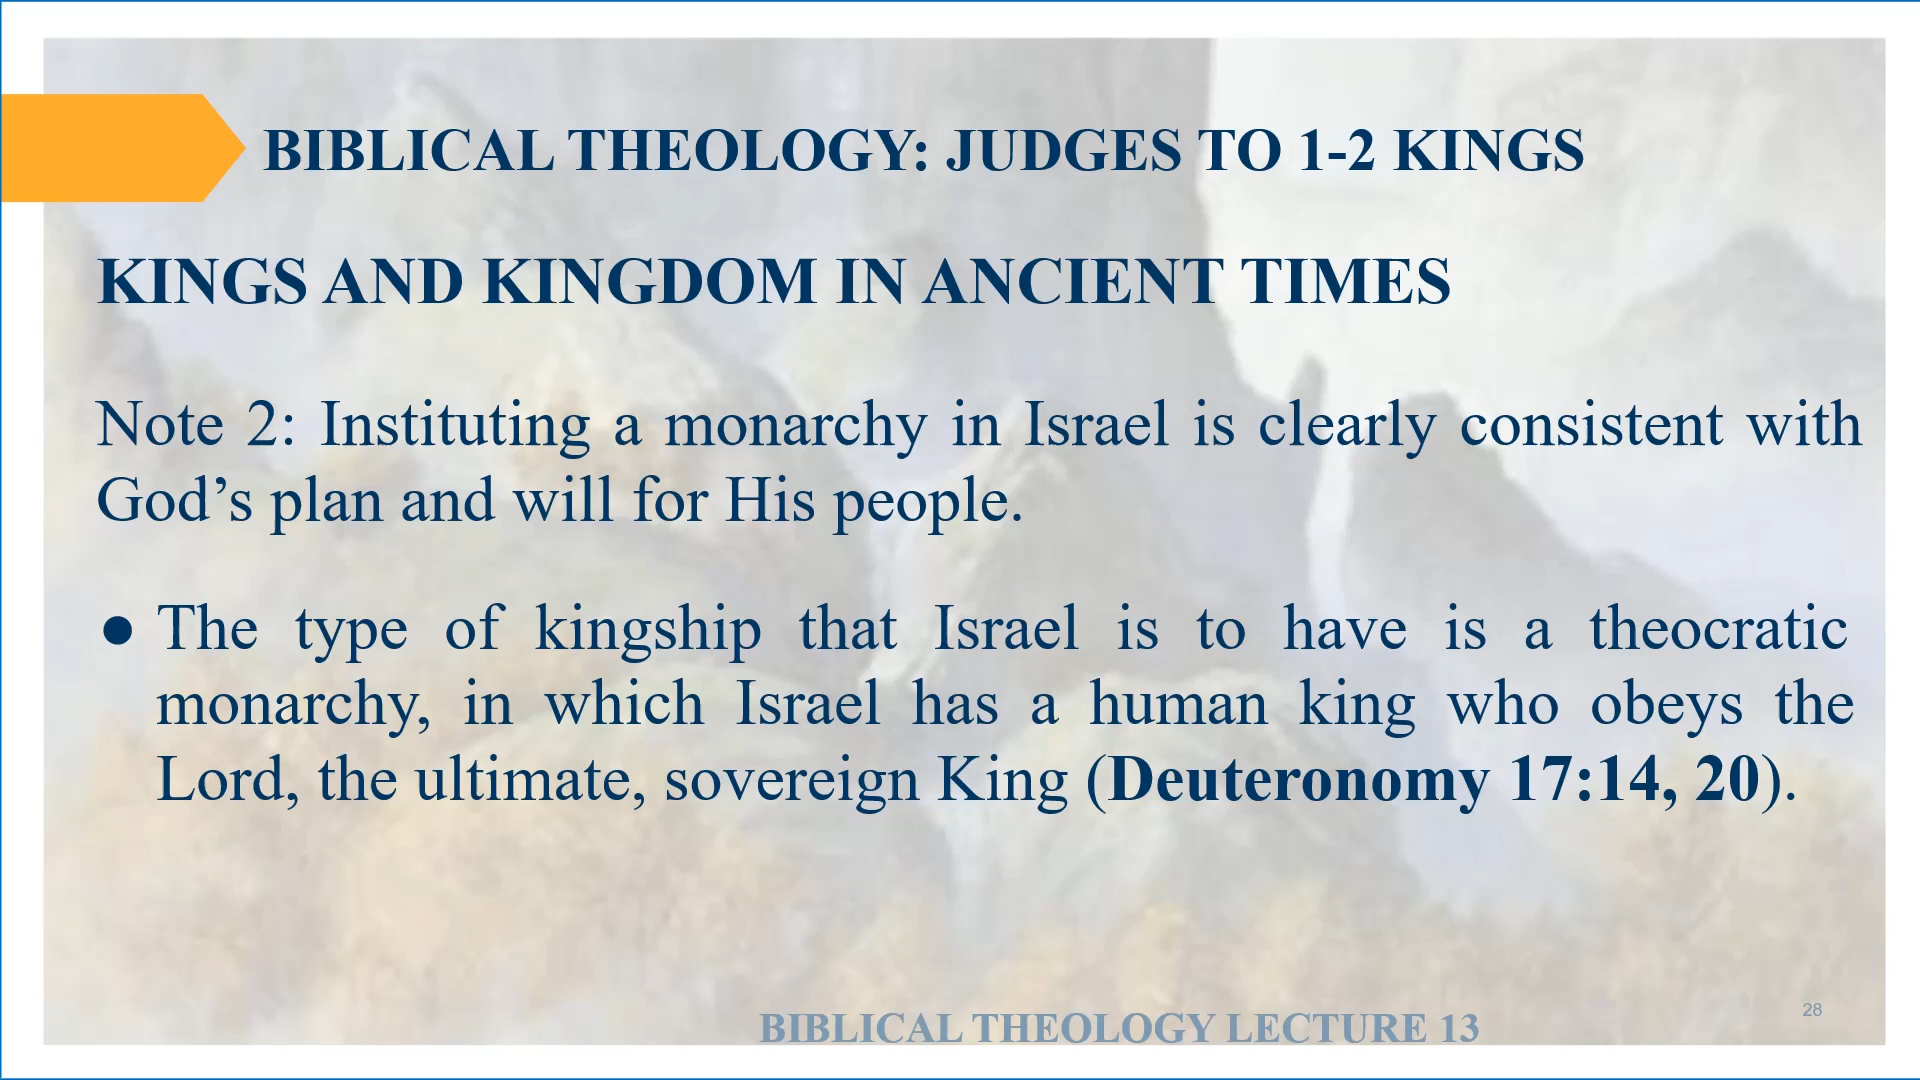 BIBLICAL THEOLOGY: JUDGES TO 1-2 KINGS
KINGS AND KINGDOM IN ANCIENT TIMES
Note 2: Instituting a monarchy in Israel is clearly consistent with
God’s plan and will for His people.
● The type of kingship that Israel is to have is a theocratic
monarchy, in which Israel has a human king who obeys the
Lord, the ultimate, sovereign King (Deuteronomy 17:14, 20).
28
BIBLICAL THEOLOGY LECTURE 13